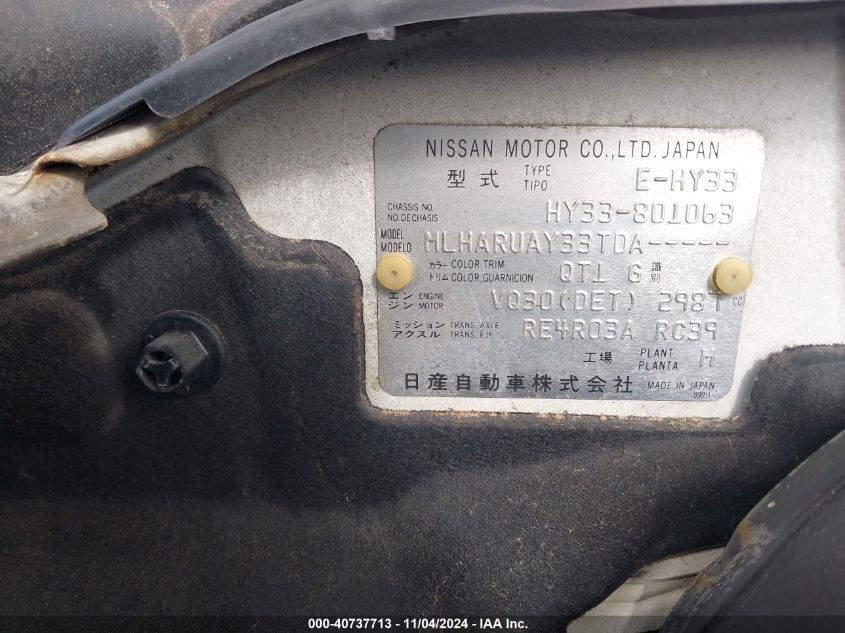 NISSAN MOTOR CO.,LTD. JAPAN
型式 TYPE TIPO E-HY33
CHASSIS NO. NO.DECHASIS HY33-801063
MODEL MODELO MLHARUAY33TDA-----
カラー COLOR,TRIM トリム COLOR,GUARNICION QT1 G 識別
エンジン ENGINE MOTOR VQ30(DET) 2987 CC
ミッション TRANS.AXLE アクスル TRANS.EJE RE4R03A RC39
工場 PLANT PLANTA M
日産自動車株式会社 MADE IN JAPAN
000-40737713 - 11/04/2024 - IAA Inc.